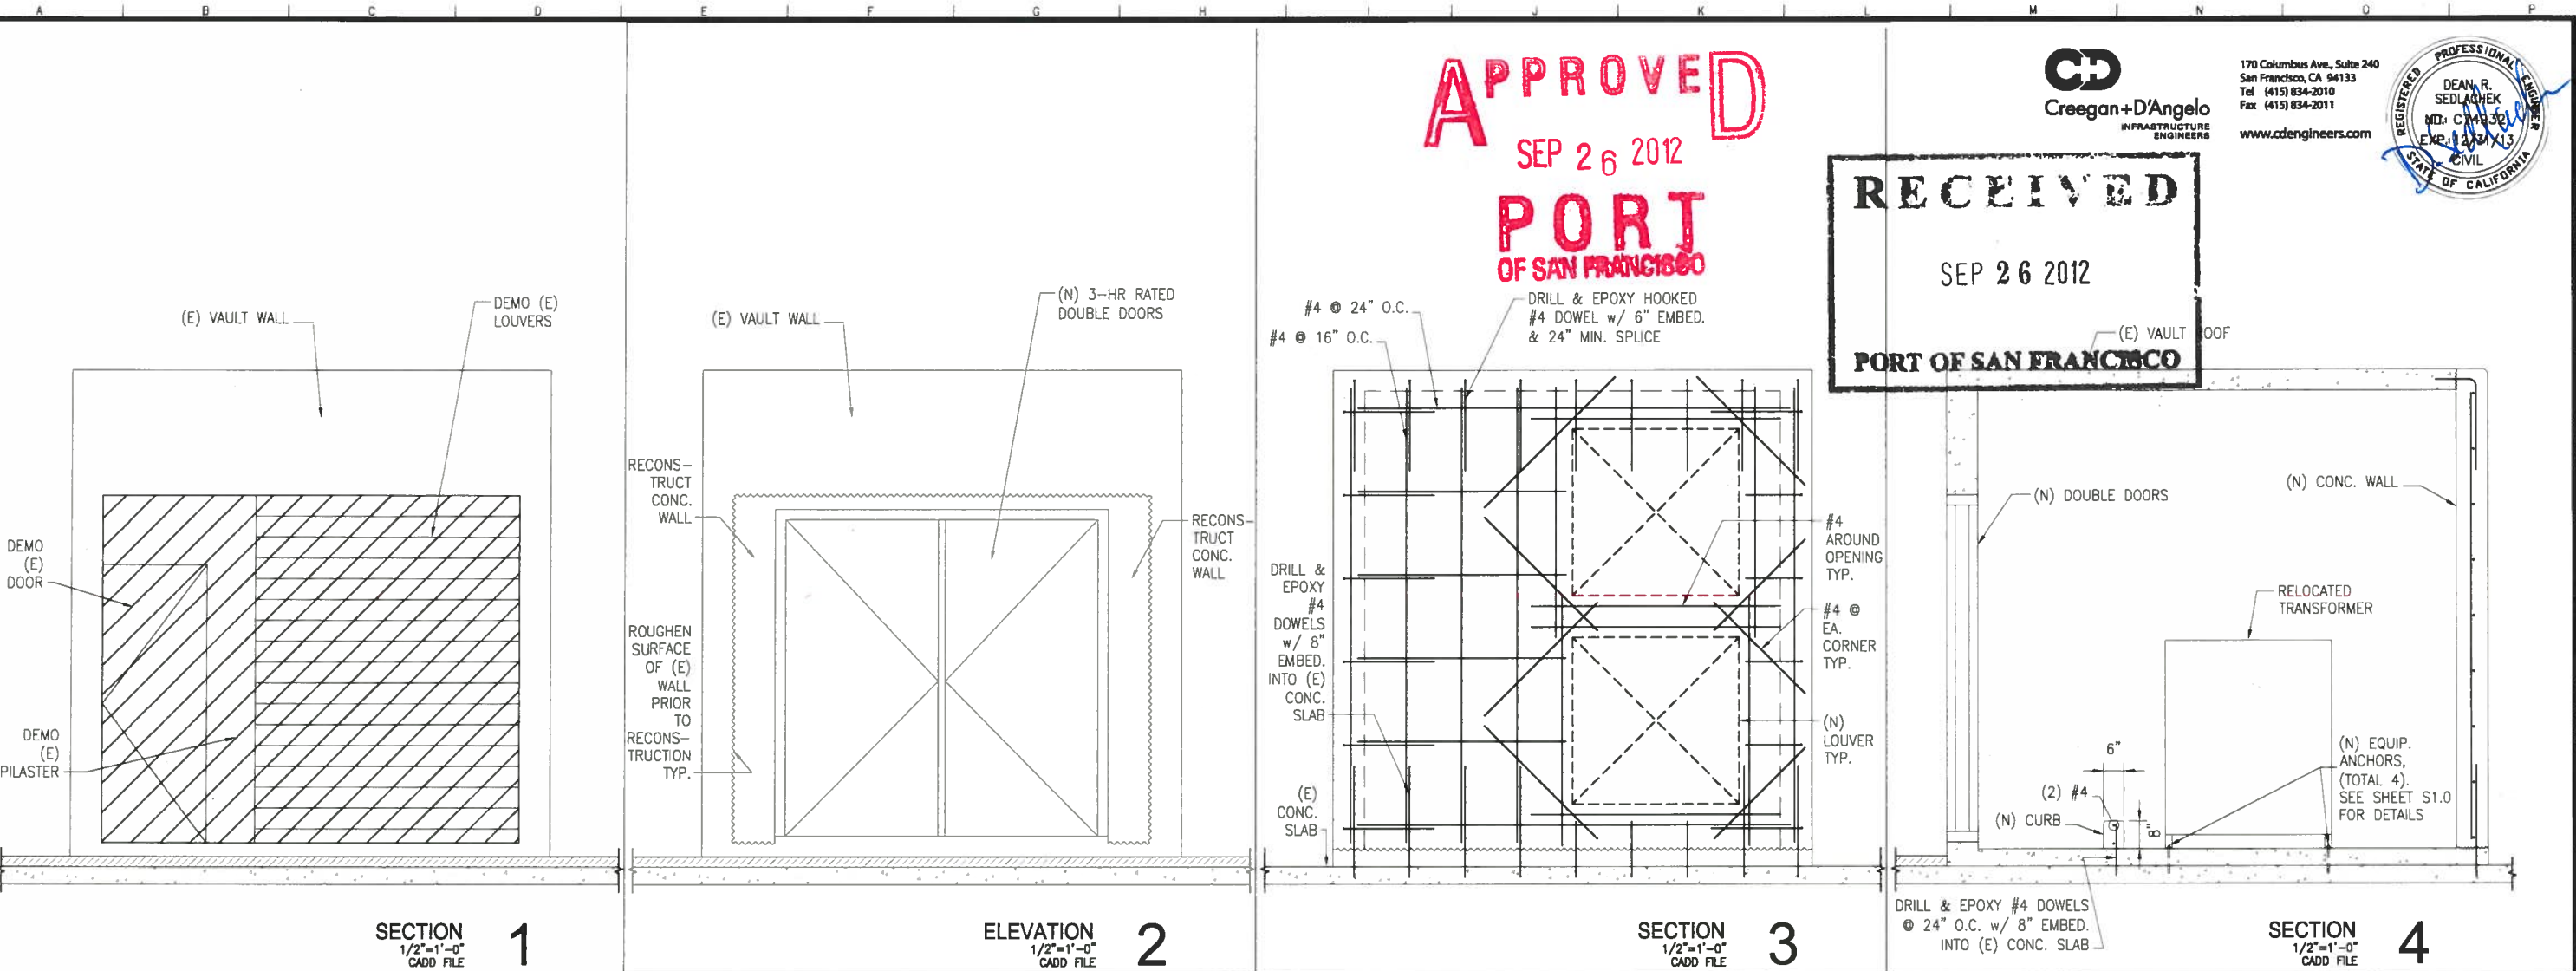 A B C D E F G H J K L M N O P
APPROVED
SEP 26 2012
PORT
OF SAN FRANCISCO
RECEIVED
SEP 26 2012
PORT OF SAN FRANCISCO
C+D
Creegan+D'Angelo
INFRASTRUCTURE
ENGINEERS
170 Columbus Ave., Suite 240
San Francisco, CA 94133
Tel (415) 834-2010
Fax (415) 834-2011
www.cdengineers.com
REGISTERED PROFESSIONAL ENGINEER
DEAN R.
SEDLACHEK
NO. C74932
EXP. 12/31/13
CIVIL
STATE OF CALIFORNIA
(E) VAULT WALL
DEMO (E)
LOUVERS
DEMO
(E)
DOOR
DEMO
(E)
PILASTER
SECTION
1/2"=1'-0"
CADD FILE
1
(E) VAULT WALL
(N) 3-HR RATED
DOUBLE DOORS
RECONS-
TRUCT
CONC.
WALL
RECONS-
TRUCT
CONC.
WALL
ROUGHEN
SURFACE
OF (E)
WALL
PRIOR
TO
RECONS-
TRUCTION
TYP.
ELEVATION
1/2"=1'-0"
CADD FILE
2
#4 @ 24" O.C.
#4 @ 16" O.C.
DRILL & EPOXY HOOKED
#4 DOWEL w/ 6" EMBED.
& 24" MIN. SPLICE
DRILL &
EPOXY
#4
DOWELS
w/ 8"
EMBED.
INTO (E)
CONC.
SLAB
(E)
CONC.
SLAB
#4
AROUND
OPENING
TYP.
#4 @
EA.
CORNER
TYP.
(N)
LOUVER
TYP.
SECTION
1/2"=1'-0"
CADD FILE
3
(E) VAULT ROOF
(N) DOUBLE DOORS
(N) CONC. WALL
RELOCATED
TRANSFORMER
6"
(2) #4
(N) CURB
8"
(N) EQUIP.
ANCHORS,
(TOTAL 4).
SEE SHEET S1.0
FOR DETAILS
DRILL & EPOXY #4 DOWELS
@ 24" O.C. w/ 8" EMBED.
INTO (E) CONC. SLAB
SECTION
1/2"=1'-0"
CADD FILE
4